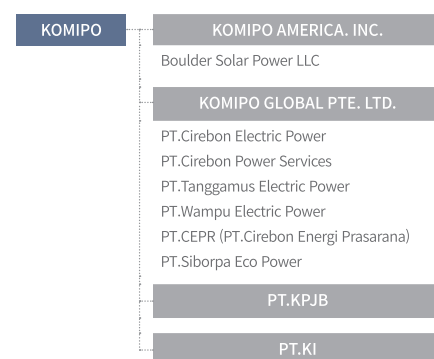 KOMIPO
KOMIPO AMERICA. INC.
Boulder Solar Power LLC
KOMIPO GLOBAL PTE. LTD.
PT.Cirebon Electric Power
PT.Cirebon Power Services
PT.Tanggamus Electric Power
PT.Wampu Electric Power
PT.CEPR (PT.Cirebon Energi Prasarana)
PT.Siborpa Eco Power
PT.KPJB
PT.KI